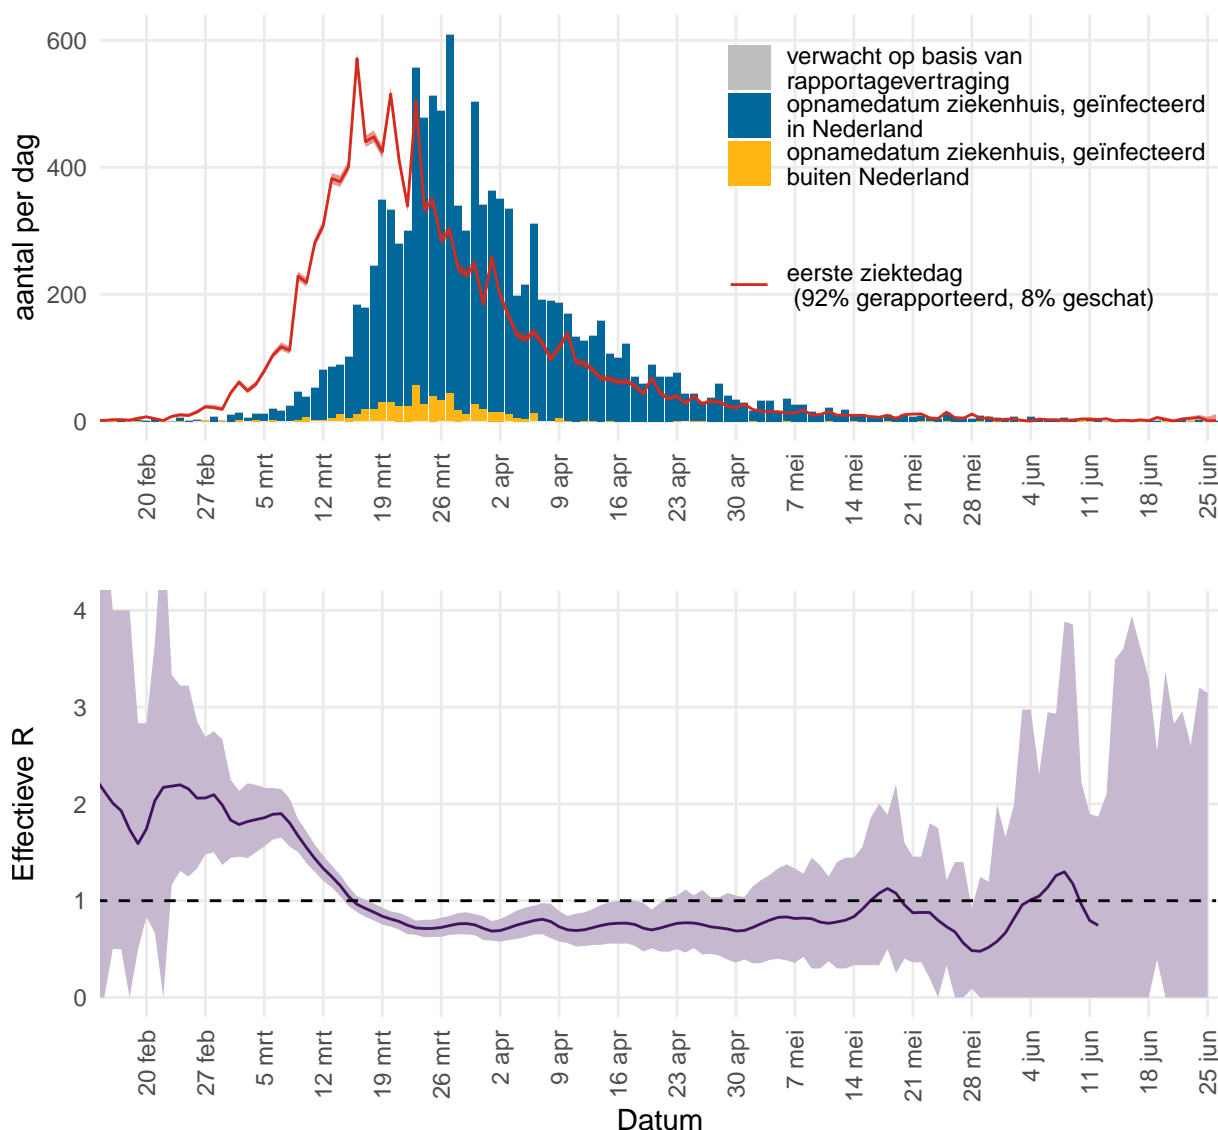 600
400
200
0
aantal per dag
verwacht op basis van
rapportagevertraging
opnamedatum ziekenhuis, geïnfecteerd
in Nederland
opnamedatum ziekenhuis, geïnfecteerd
buiten Nederland
eerste ziektedag
(92% gerapporteerd, 8% geschat)
20 feb
27 feb
5 mrt
12 mrt
19 mrt
26 mrt
2 apr
9 apr
16 apr
23 apr
30 apr
7 mei
14 mei
21 mei
28 mei
4 jun
11 jun
18 jun
25 jun
4
3
2
1
0
Effectieve R
20 feb
27 feb
5 mrt
12 mrt
19 mrt
26 mrt
2 apr
9 apr
16 apr
23 apr
30 apr
7 mei
14 mei
21 mei
28 mei
4 jun
11 jun
18 jun
25 jun
Datum